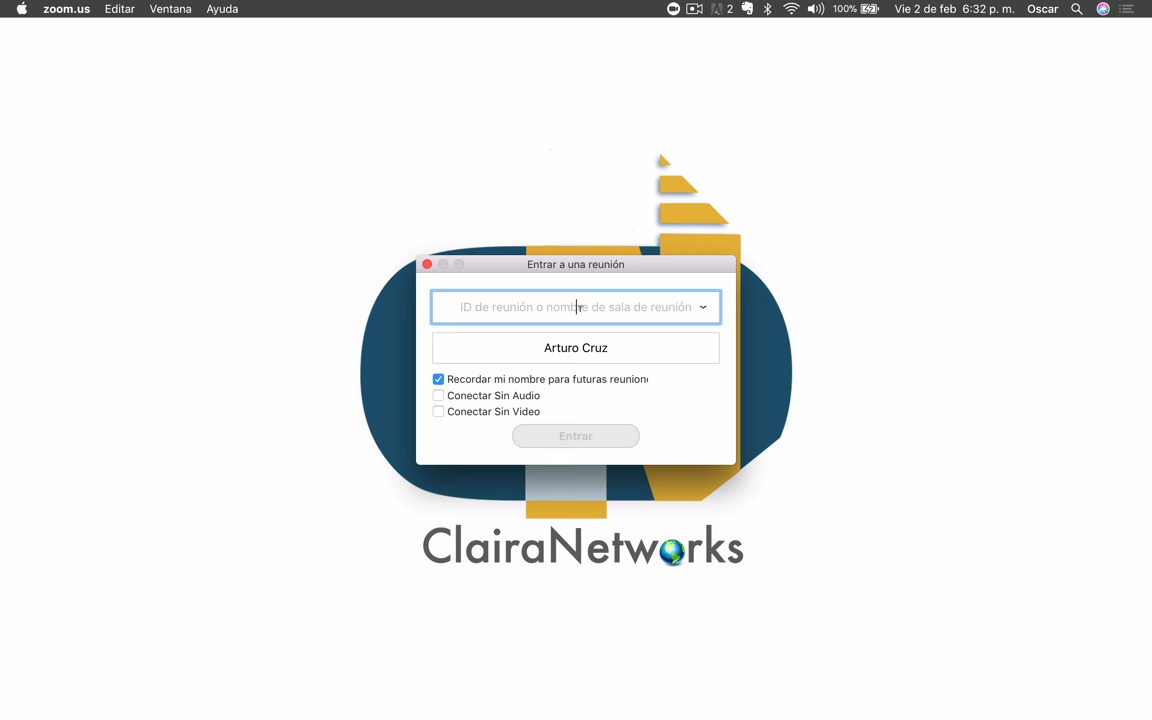 zoom.us Editar Ventana Ayuda 2 100% Vie 2 de feb 6:32 p. m. Oscar
Entrar a una reunión
ID de reunión o nombre de sala de reunión
Arturo Cruz
Recordar mi nombre para futuras reunione
Conectar Sin Audio
Conectar Sin Video
Entrar
ClairaNetworks